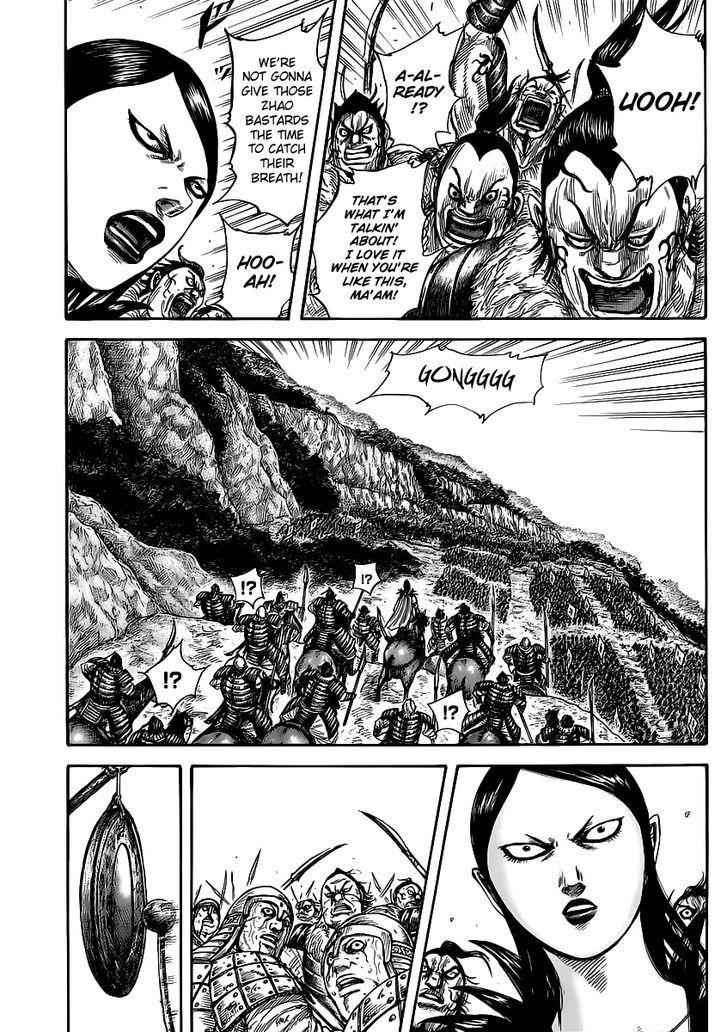 UOOH!
A-AL-
READY
!?
THAT'S
WHAT I'M
TALKIN'
ABOUT!
I LOVE IT
WHEN YOU'RE
LIKE THIS,
MA'AM!
WE'RE
NOT GONNA
GIVE THOSE
ZHAO
BASTARDS
THE TIME
TO CATCH
THEIR
BREATH!
HOO-
AH!
GONGGGG
!?
!?
!?
!?